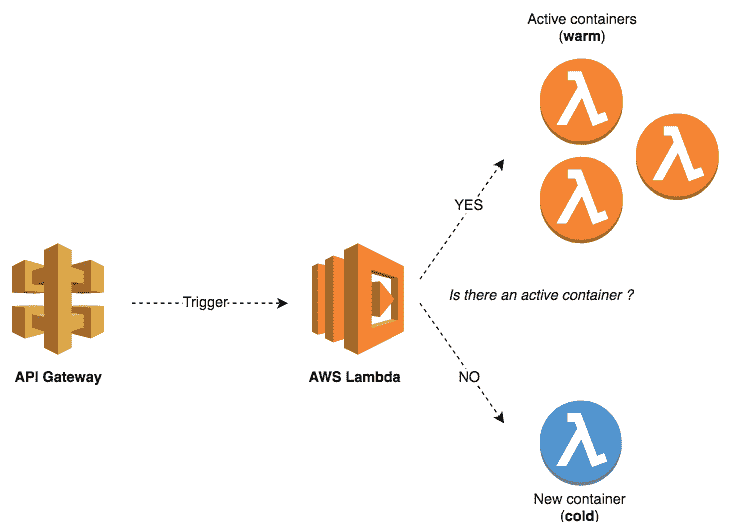 Active containers
(warm)
YES
Trigger
Is there an active container ?
API Gateway
AWS Lambda
NO
New container
(cold)